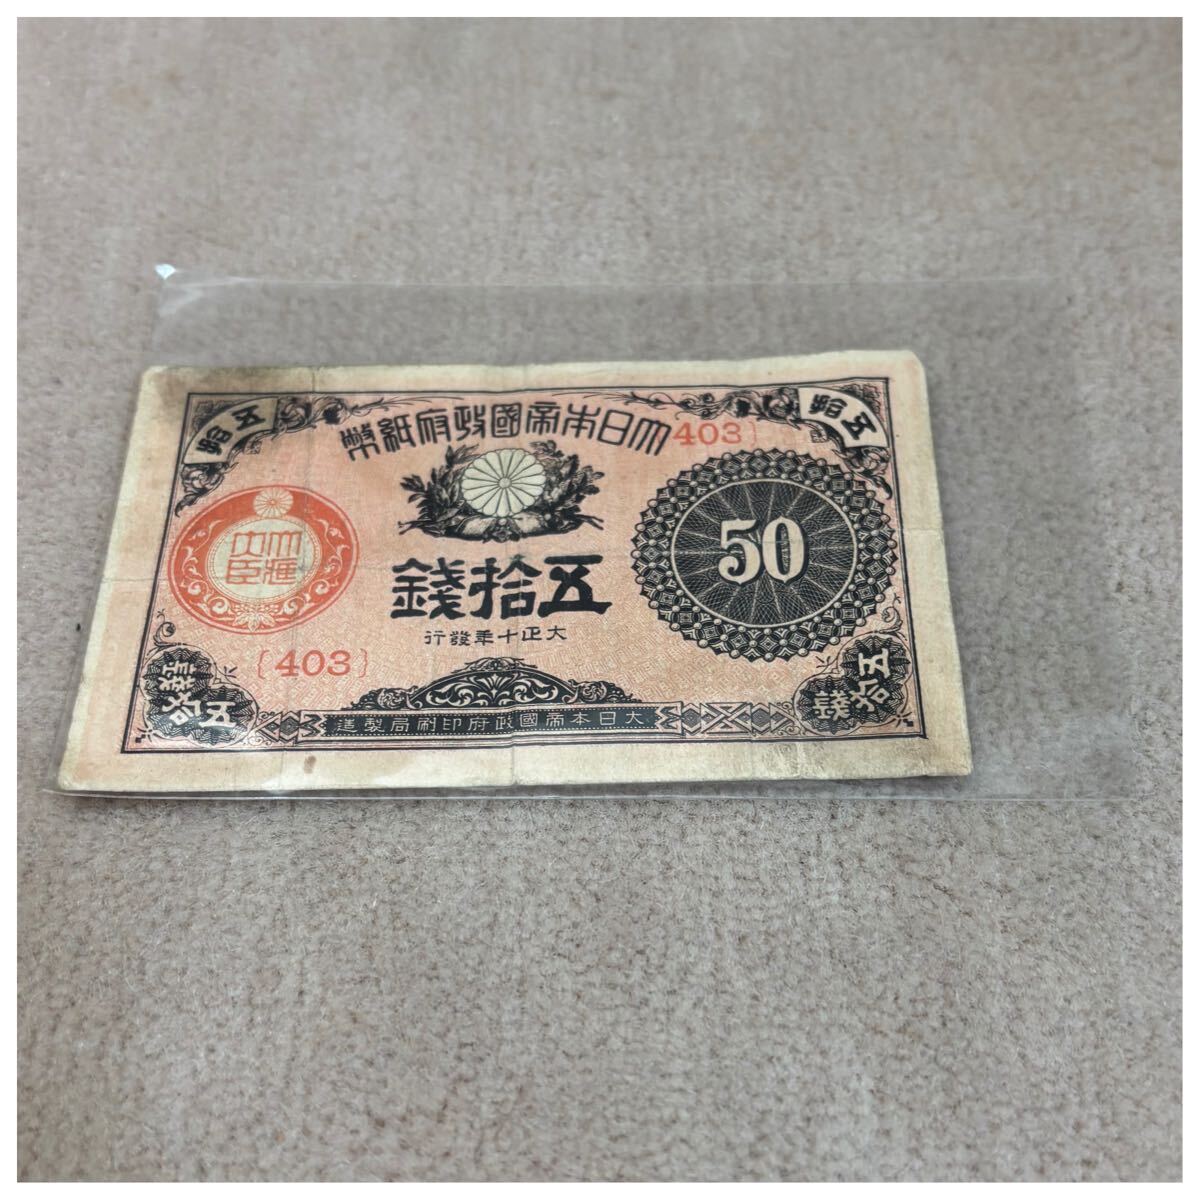 五拾
五拾
大日本帝國政府紙幣
403}
50
大藏
大臣
五拾錢
大正十年發行
{403}
五拾錢
五拾錢
大日本帝國政府印刷局製造